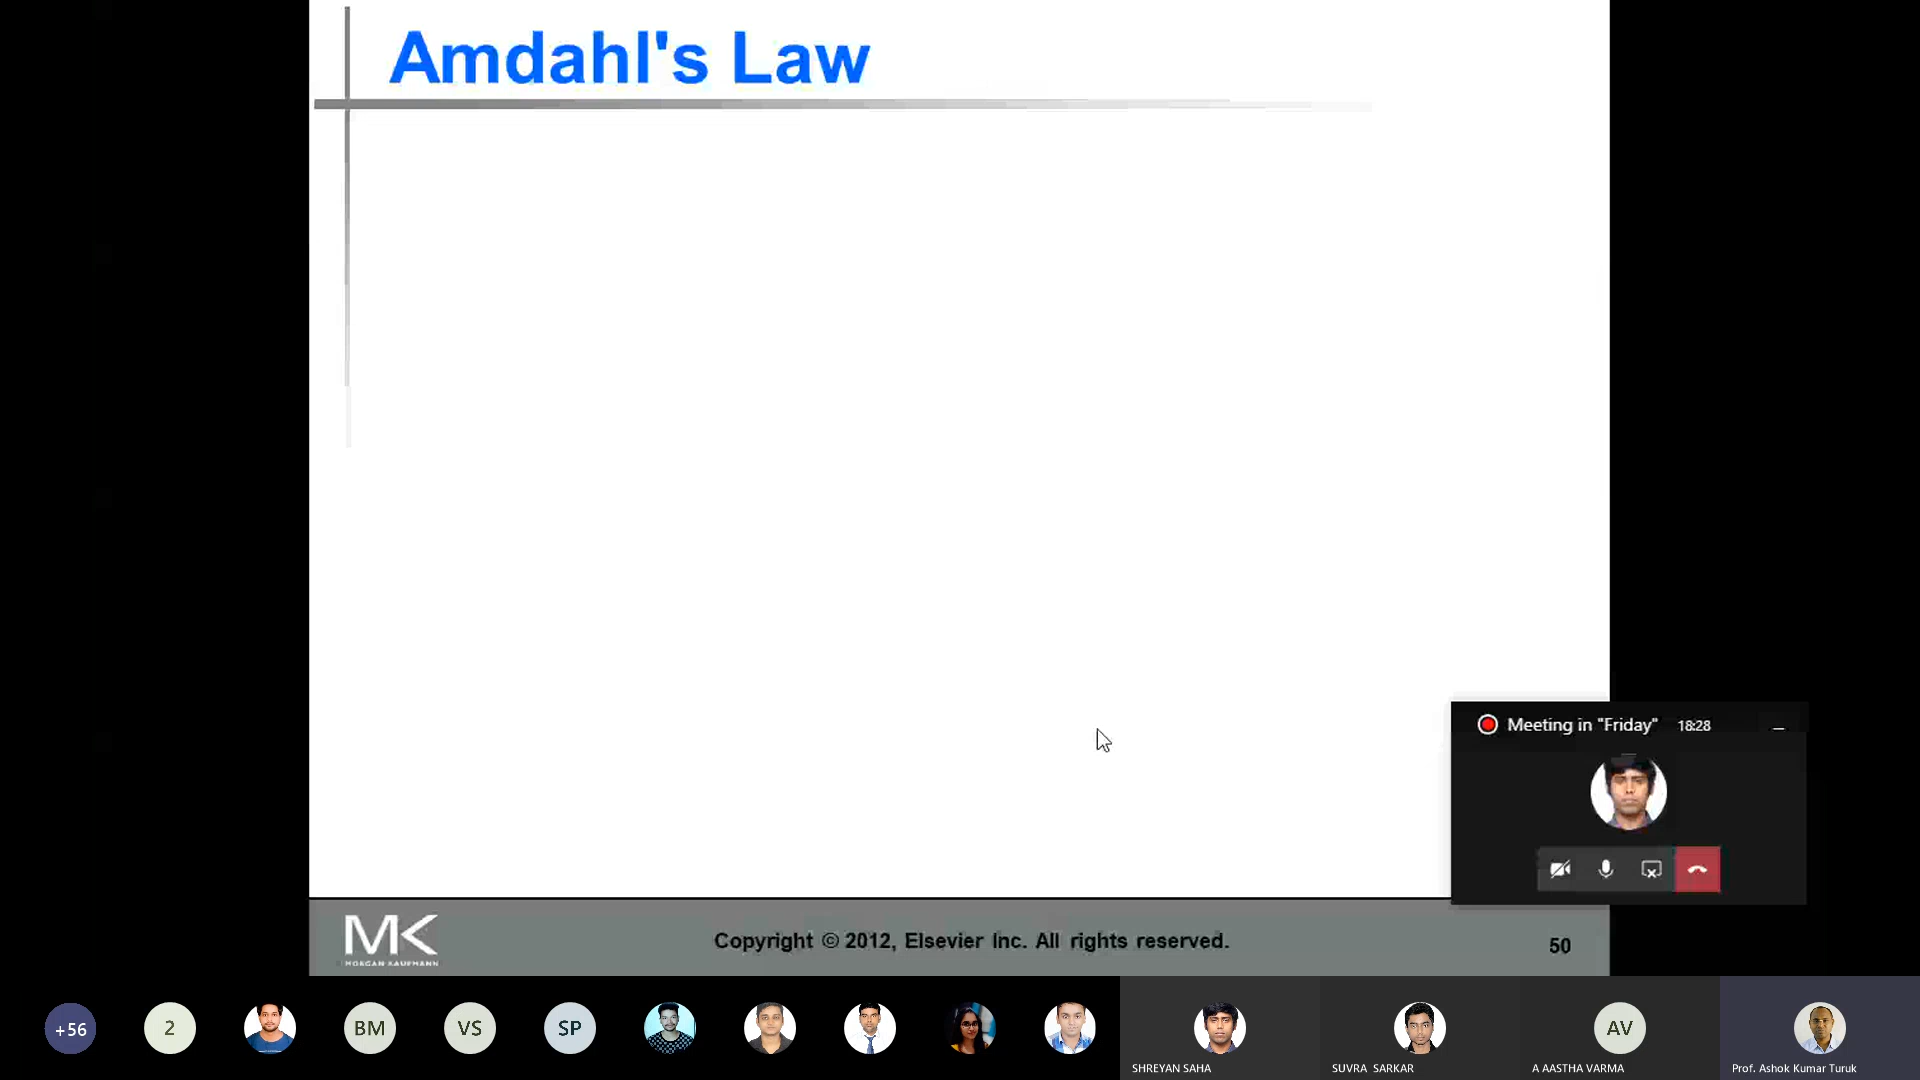 Amdahl's Law
Meeting in "Friday" 18:28
MK
MORGAN KAUFMANN
Copyright © 2012, Elsevier Inc. All rights reserved.
50
+56
2
BM
VS
SP
AV
SHREYAN SAHA
SUVRA SARKAR
A AASTHA VARMA
Prof. Ashok Kumar Turuk